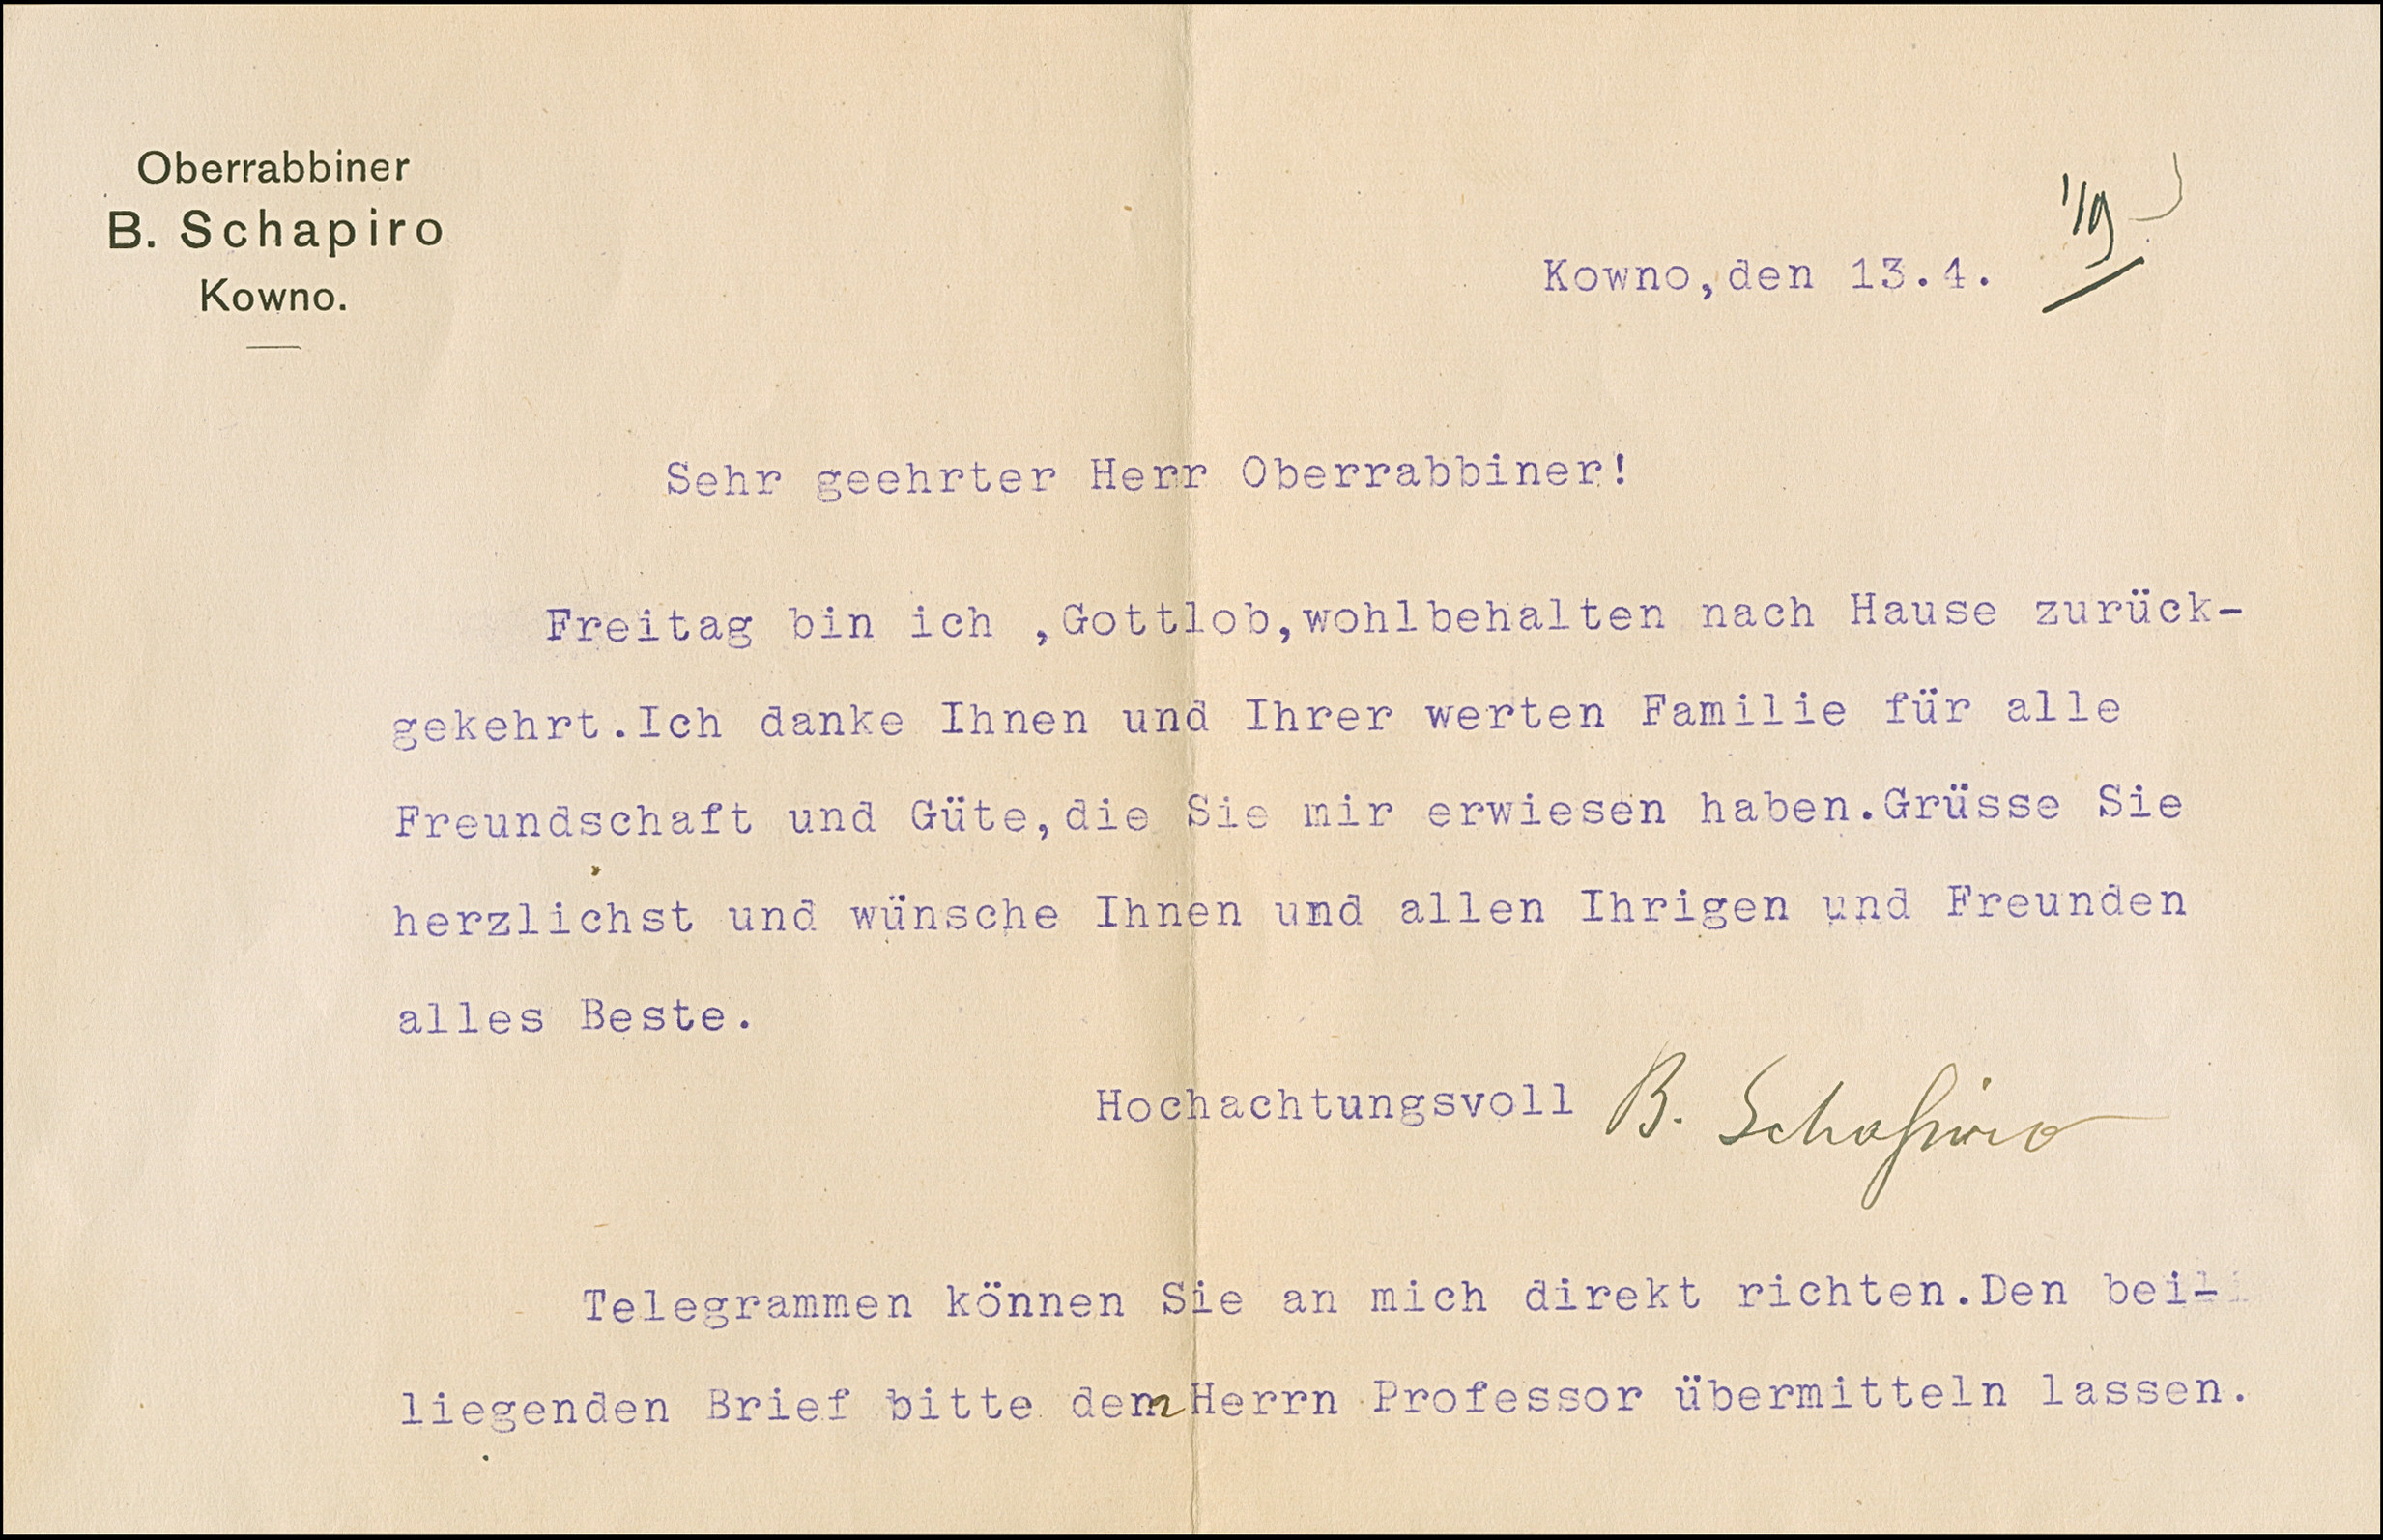 Oberrabbiner
B. Schapiro
Kowno.
Kowno,den 13.4.
Sehr geehrter Herr Oberrabbiner!
Freitag bin ich ,Gottlob,wohlbehalten nach Hause zurück-
gekehrt.Ich danke Ihnen und Ihrer werten Familie für alle
Freundschaft und Güte,die Sie mir erwiesen haben.Grüsse Sie
herzlichst und wünsche Ihnen und allen Ihrigen und Freunden
alles Beste.
Hochachtungsvoll B. Schapiro
Telegrammen können Sie an mich direkt richten.Den bei-
liegenden Brief bitte dem Herrn Professor übermitteln lassen.